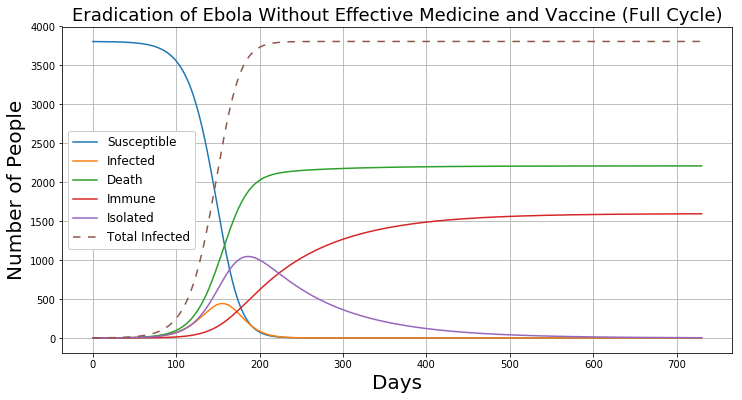 Eradication of Ebola Without Effective Medicine and Vaccine (Full Cycle)
Number of People
4000
3500
3000
2500
2000
1500
1000
500
0
Susceptible
Infected
Death
Immune
Isolated
Total Infected
0 100 200 300 400 500 600 700
Days